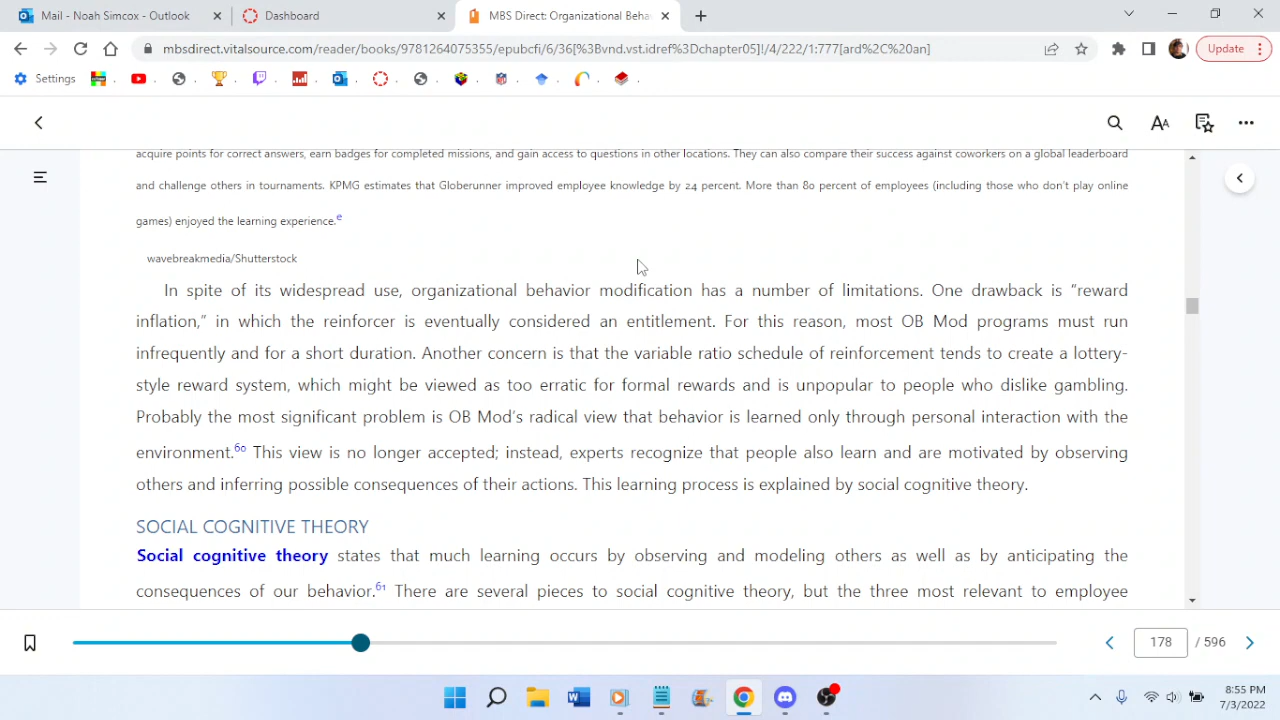 Mail - Noah Simcox - Outlook
Dashboard
MBS Direct: Organizational Beha
mbsdirect.vitalsource.com/reader/books/9781264075355/epubcfi/6/36[%3Bvnd.vst.idref%3Dchapter05]!/4/222/1:777[ard%2C%20an]
Update
Settings
AA
acquire points for correct answers, earn badges for completed missions, and gain access to questions in other locations. They can also compare their success against coworkers on a global leaderboard
and challenge others in tournaments. KPMG estimates that Globerunner improved employee knowledge by 24 percent. More than 80 percent of employees (including those who don't play online
games) enjoyed the learning experience.e
wavebreakmedia/Shutterstock
In spite of its widespread use, organizational behavior modification has a number of limitations. One drawback is “reward
inflation,” in which the reinforcer is eventually considered an entitlement. For this reason, most OB Mod programs must run
infrequently and for a short duration. Another concern is that the variable ratio schedule of reinforcement tends to create a lottery-
style reward system, which might be viewed as too erratic for formal rewards and is unpopular to people who dislike gambling.
Probably the most significant problem is OB Mod’s radical view that behavior is learned only through personal interaction with the
environment.60 This view is no longer accepted; instead, experts recognize that people also learn and are motivated by observing
others and inferring possible consequences of their actions. This learning process is explained by social cognitive theory.
SOCIAL COGNITIVE THEORY
Social cognitive theory states that much learning occurs by observing and modeling others as well as by anticipating the
consequences of our behavior.61 There are several pieces to social cognitive theory, but the three most relevant to employee
178 / 596
8:55 PM
7/3/2022